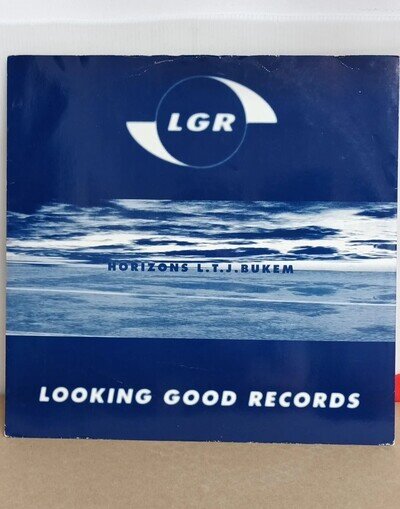 LGR
HORIZONS L.T.J.BUKEM
LOOKING GOOD RECORDS